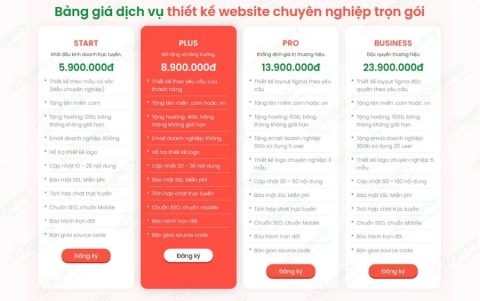 Bảng giá dịch vụ thiết kế website chuyên nghiệp trọn gói
START
Khởi đầu kinh doanh trực tuyến.
5.900.000đ
Thiết kế theo mẫu có sẵn
(Mẫu chuyên nghiệp)
Tặng tên miền .com
Tặng hosting: 2Gb, băng
thông không giới hạn
Email doanh nghiệp: Không
Hỗ trợ thiết kế logo
Cập nhật 10 - 20 nội dung
Bảo mật SSL: Miễn phí
Tích hợp chat trực tuyến
Chuẩn SEO, chuẩn Mobile
Bảo hành trọn đời
Bàn giao source code
Đăng ký
PLUS
Mở rộng và tăng trưởng
8.900.000đ
Thiết kế theo yêu cầu của
khách hàng
Tặng tên miền .com hoặc .vn
Tặng hosting: 4Gb, băng
thông không giới hạn
Email doanh nghiệp: Không
Hỗ trợ thiết kế logo
Cập nhật 30 - 50 nội dung
Bảo mật SSL: Miễn phí
Tích hợp chat trực tuyến
Chuẩn SEO, chuẩn mobile
Bảo hành trọn đời
Bàn giao source code
Đăng ký
PRO
Khẳng định giá trị thương hiệu
13.900.000đ
Thiết kế layout figma theo yêu
cầu
Tặng tên miền .com hoặc .vn
Tặng hosting: 6Gb, băng
thông không giới hạn
Tặng email doanh nghiệp:
5Gb sử dụng 5 user
Thiết kế logo chuyên nghiệp 3
mẫu
Cập nhật 30 - 50 nội dung
Bảo mật SSL: Miễn phí
Tích hợp chat trực tuyến
Chuẩn SEO, chuẩn Mobile
Bảo hành trọn đời
Bàn giao source code
Đăng ký
BUSINESS
Độc quyền thương hiệu
23.900.000đ
Thiết kế layout figma độc
quyền theo yêu cầu
Tặng tên miền .com hoặc .vn
Tặng hosting: 10Gb, băng
thông không giới hạn
Tặng email doanh nghiệp:
30Gb sử dụng 20 user
Thiết kế logo chuyên nghiệp 5
mẫu
Cập nhật 90 - 100 nội dung
Bảo mật SSL: Miễn phí
Tích hợp chat trực tuyến
Chuẩn SEO, chuẩn Mobile
Bảo hành trọn đời
Bàn giao source code
Đăng ký